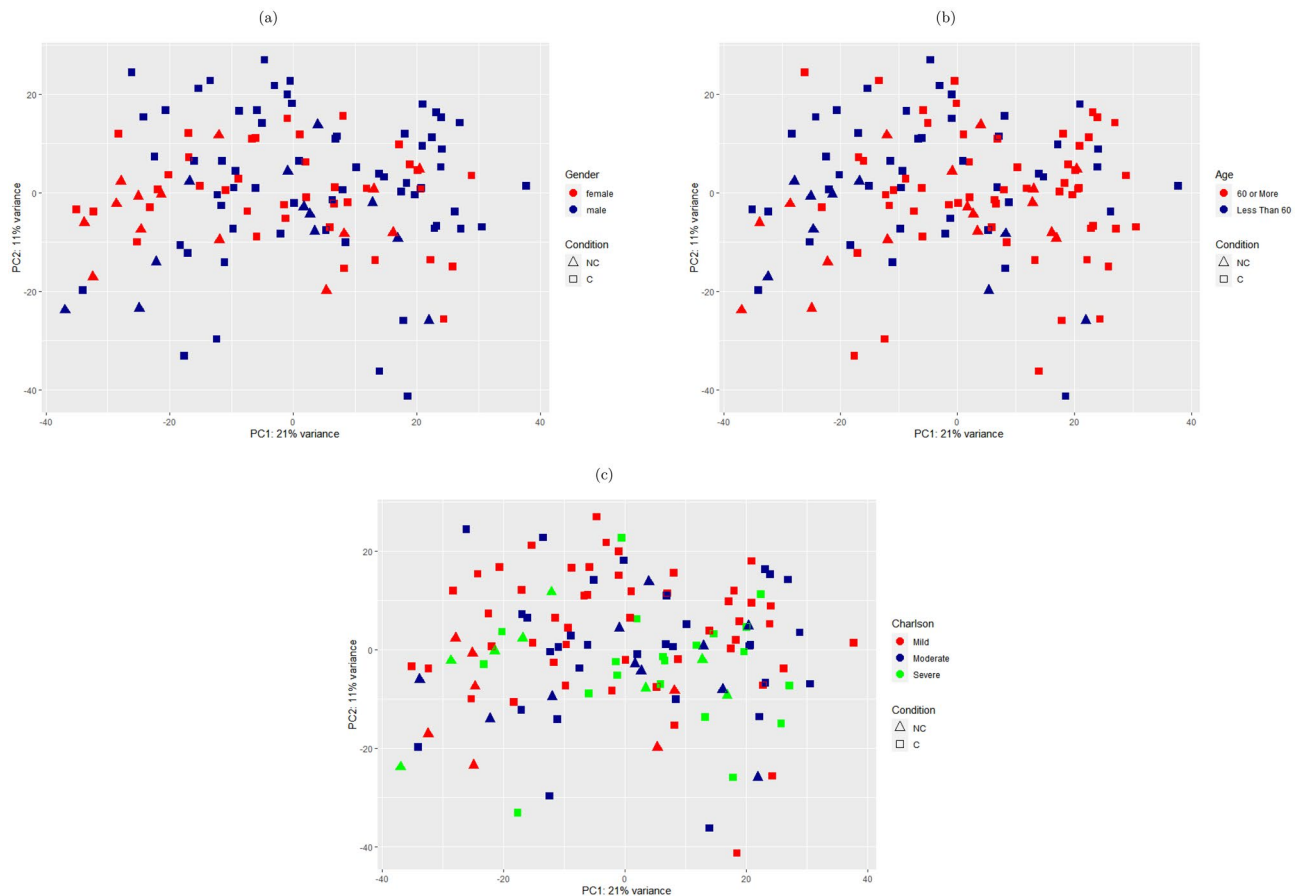 (a)
20
0
-20
-40
-40
-20
0
20
40
PC2: 11% variance
PC1: 21% variance
Gender
female
male
Condition
NC
C
(b)
20
0
-20
-40
-40
-20
0
20
40
PC2: 11% variance
PC1: 21% variance
Age
60 or More
Less Than 60
Condition
NC
C
(c)
20
0
-20
-40
-40
-20
0
20
40
PC2: 11% variance
PC1: 21% variance
Charlson
Mild
Moderate
Severe
Condition
NC
C